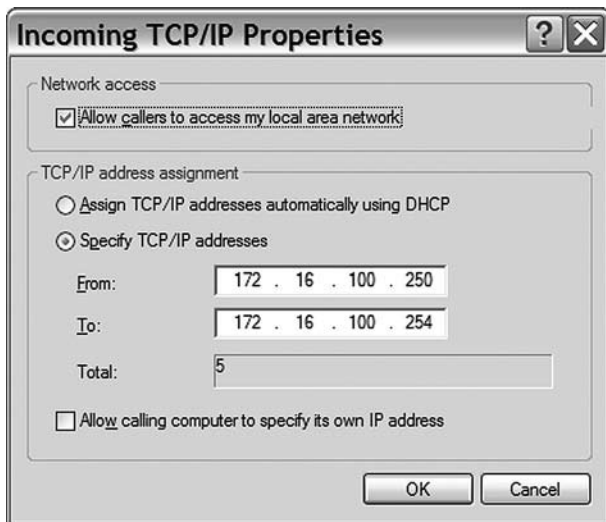 Incoming TCP/IP Properties
Network access
Allow callers to access my local area network
TCP/IP address assignment
Assign TCP/IP addresses automatically using DHCP
Specify TCP/IP addresses
From: 172 . 16 . 100 . 250
To: 172 . 16 . 100 . 254
Total: 5
Allow calling computer to specify its own IP address
OK Cancel